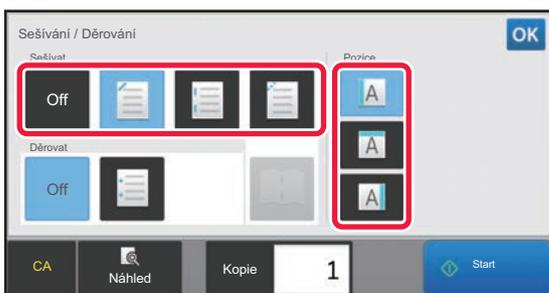 Sešívání / Děrování
OK
Sešívat
Pozice
Off
A
A
A
Děrovat
Off
CA
Náhled
Kopie
1
Start